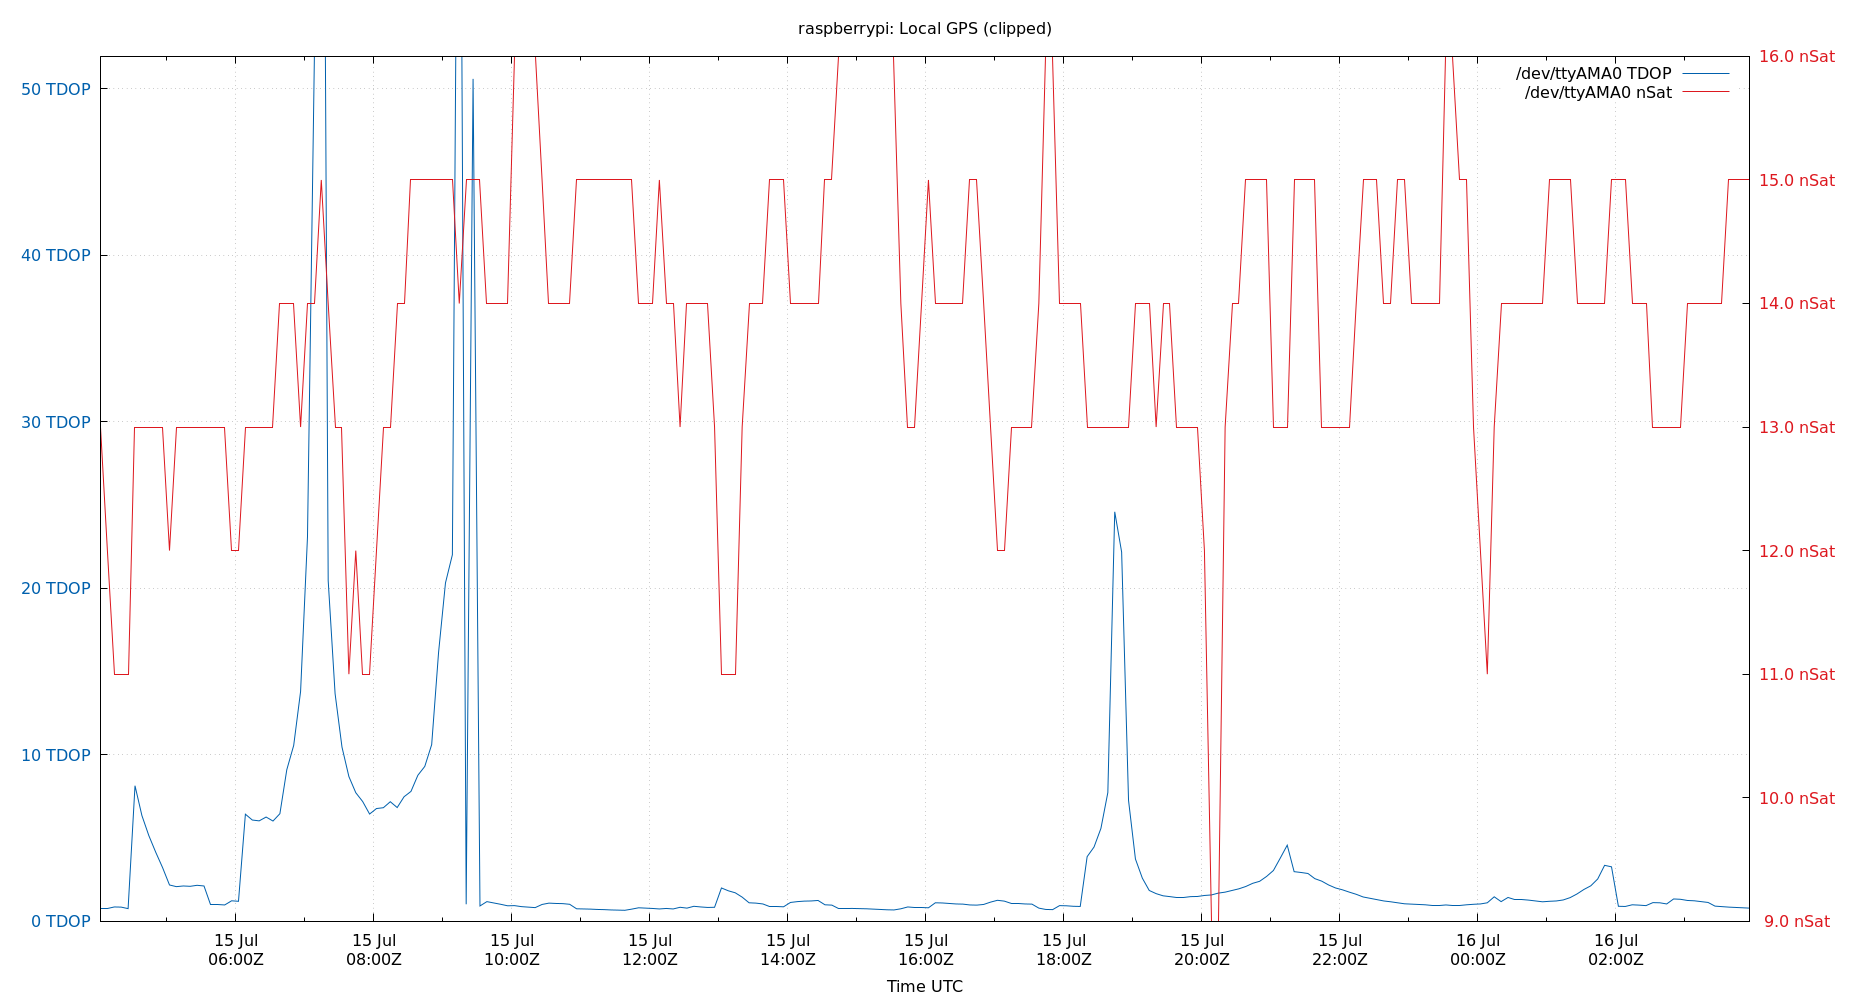 raspberrypi: Local GPS (clipped)
/dev/ttyAMA0 TDOP
/dev/ttyAMA0 nSat
50 TDOP
40 TDOP
30 TDOP
20 TDOP
10 TDOP
0 TDOP
16.0 nSat
15.0 nSat
14.0 nSat
13.0 nSat
12.0 nSat
11.0 nSat
10.0 nSat
9.0 nSat
15 Jul
06:00Z
15 Jul
08:00Z
15 Jul
10:00Z
15 Jul
12:00Z
15 Jul
14:00Z
15 Jul
16:00Z
15 Jul
18:00Z
15 Jul
20:00Z
15 Jul
22:00Z
16 Jul
00:00Z
16 Jul
02:00Z
Time UTC